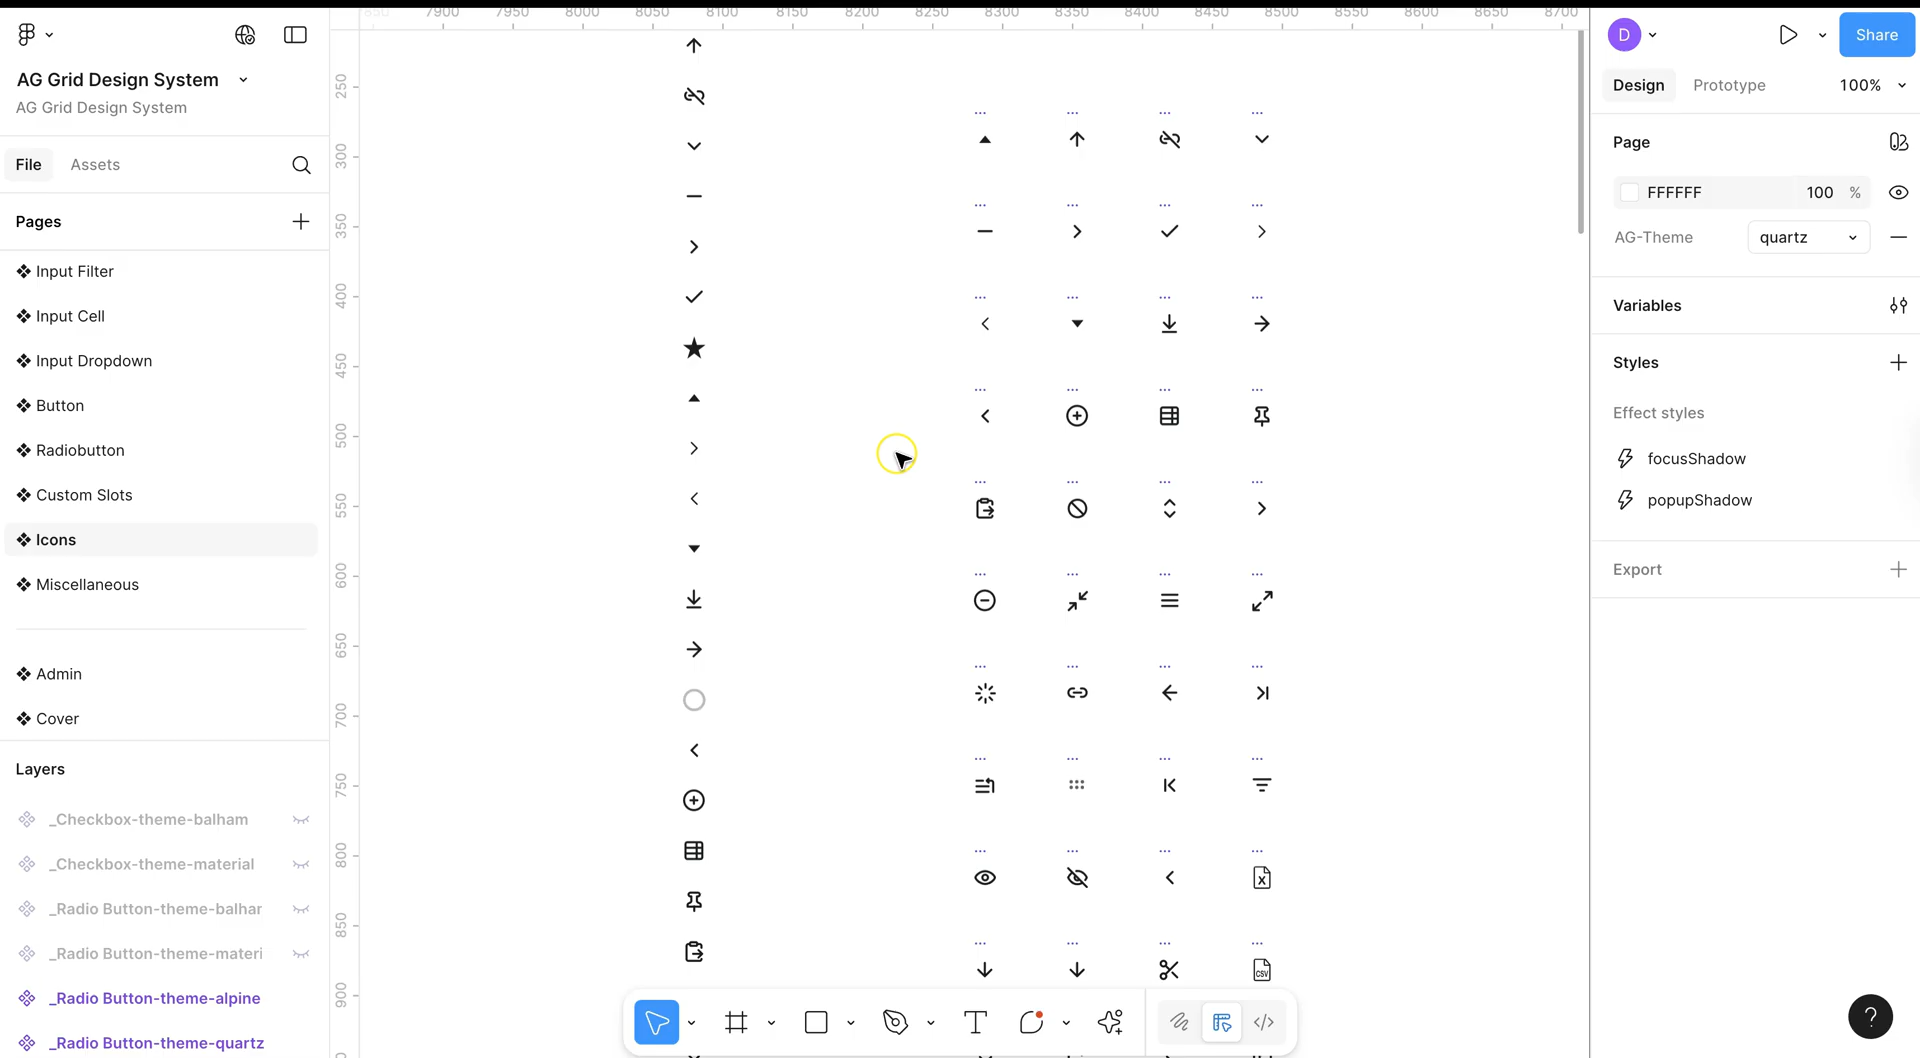 7900 7950 8000 8050 8100 8150 8200 8250 8300 8350 8400 8450 8500 8550 8600 8650 8700
250
300
350
400
450
500
550
600
650
700
750
800
850
900
AG Grid Design System
AG Grid Design System
File
Assets
Pages
Input Filter
Input Cell
Input Dropdown
Button
Radiobutton
Custom Slots
Icons
Miscellaneous
Admin
Cover
Layers
_Checkbox-theme-balham
_Checkbox-theme-material
_Radio Button-theme-balhar
_Radio Button-theme-materi
_Radio Button-theme-alpine
_Radio Button-theme-quartz
... ... ... ...
... ... ... ...
... ... ... ...
... ... ... ...
... ... ... ...
... ... ... ...
... ... ... ...
... ... ... ...
... ... ... ...
X
... ... ... ...
CSV
T
D
Share
Design
Prototype
100%
Page
FFFFFF
100 %
AG-Theme
quartz
Variables
Styles
Effect styles
focusShadow
popupShadow
Export
?